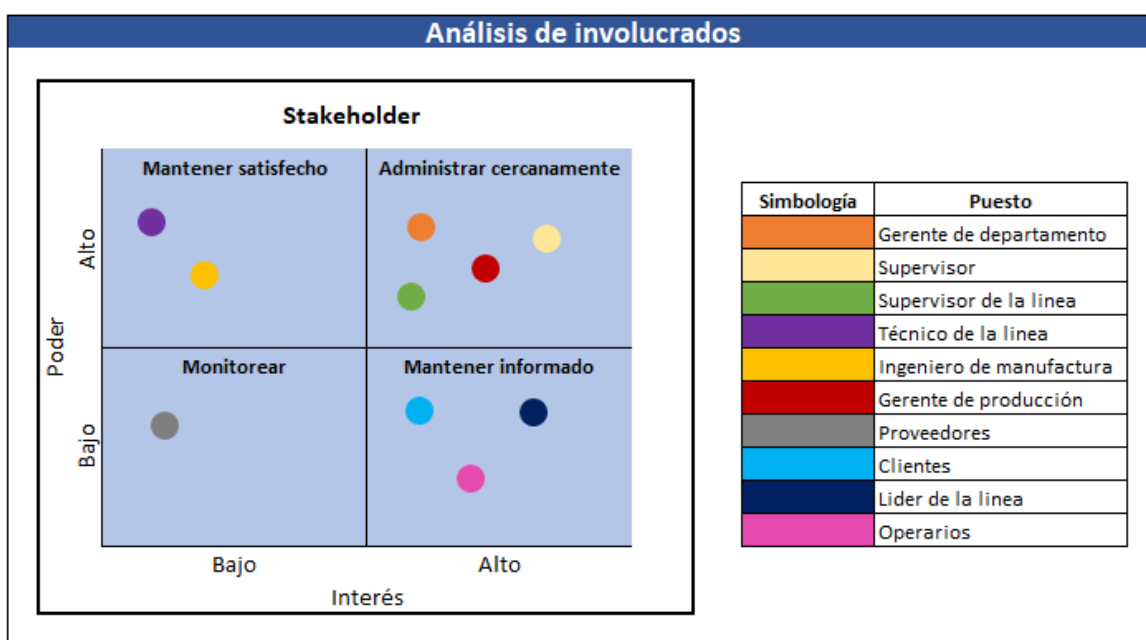 Análisis de involucrados
Stakeholder
Mantener satisfecho
Administrar cercanamente
Alto
Poder
Monitorear
Mantener informado
Bajo
Bajo
Alto
Interés
Simbología Puesto
Gerente de departamento
Supervisor
Supervisor de la linea
Técnico de la linea
Ingeniero de manufactura
Gerente de producción
Proveedores
Clientes
Lider de la linea
Operarios